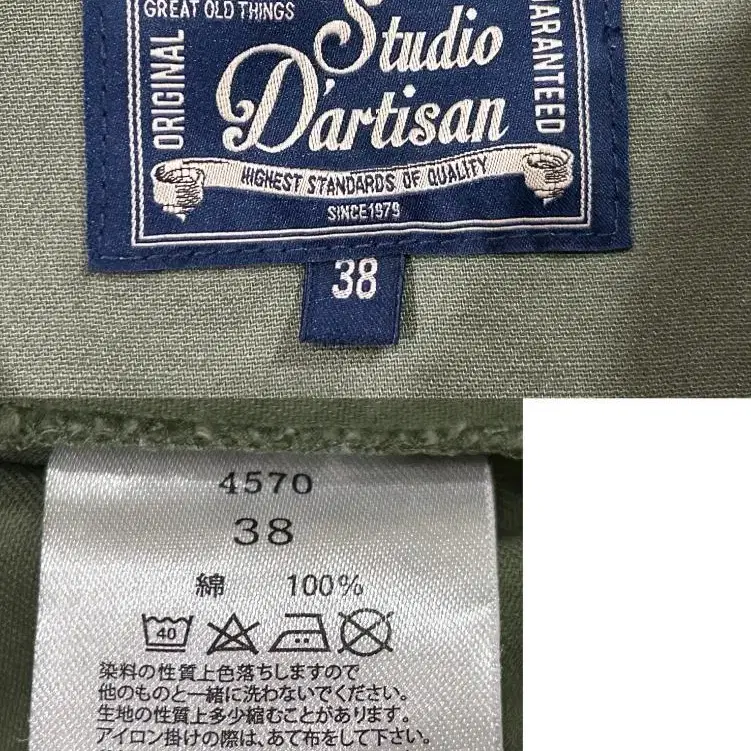 GREAT OLD THINGS
ORIGINAL
Studio
D'artisan
GUARANTEED
HIGHEST STANDARDS OF QUALITY
SINCE1979
38
4570
38
綿 100%
40
染料の性質上色落ちしますので
他のものと一緒に洗わないでください。
生地の性質上多少縮むことがあります。
アイロン掛けの際は、あて布をして下さい